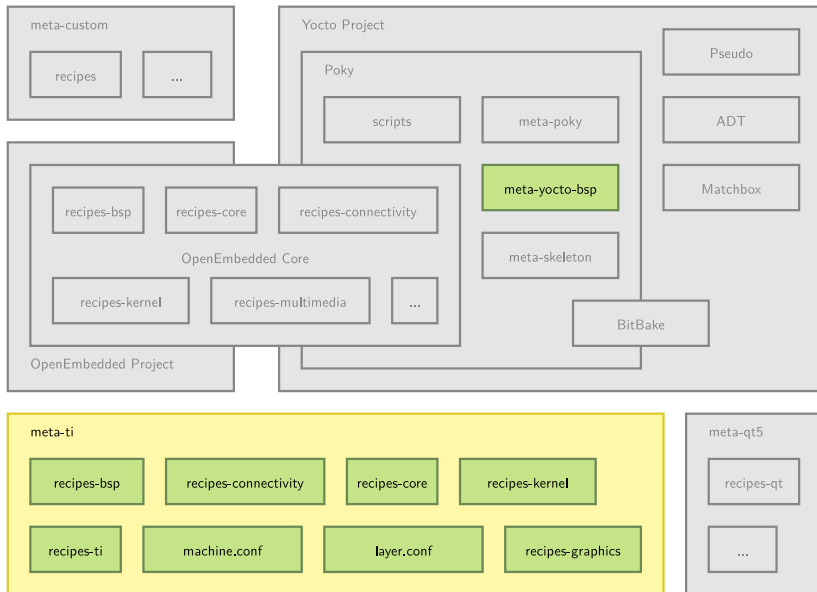 meta-custom
recipes
...
Yocto Project
Poky
scripts
meta-poky
meta-yocto-bsp
meta-skeleton
Pseudo
ADT
Matchbox
recipes-bsp
recipes-core
recipes-connectivity
OpenEmbedded Core
recipes-kernel
recipes-multimedia
...
BitBake
OpenEmbedded Project
meta-ti
recipes-bsp
recipes-connectivity
recipes-core
recipes-kernel
recipes-ti
machine.conf
layer.conf
recipes-graphics
meta-qt5
recipes-qt
...